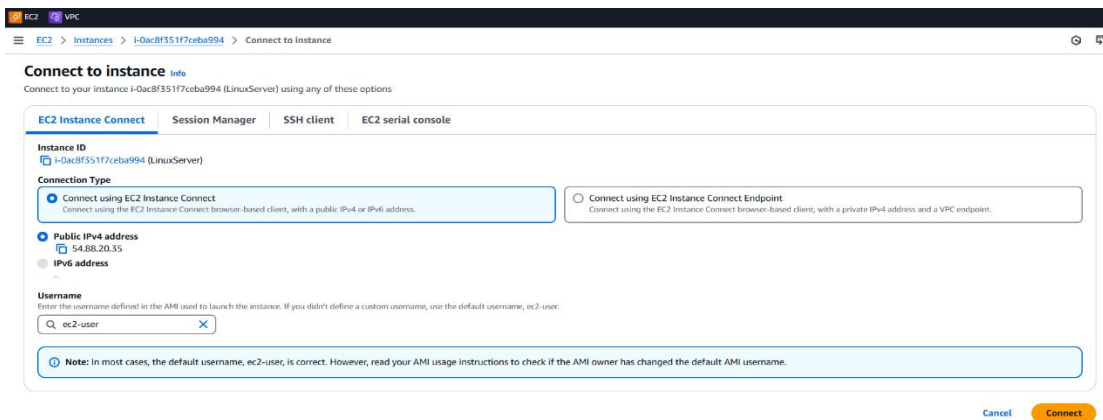 EC2 VPC
EC2 > Instances > i-0ac8f351f7ceba994 > Connect to instance
Connect to instance Info
Connect to your instance i-0ac8f351f7ceba994 (LinuxServer) using any of these options
EC2 Instance Connect Session Manager SSH client EC2 serial console
Instance ID
i-0ac8f351f7ceba994 (LinuxServer)
Connection Type
Connect using EC2 Instance Connect
Connect using the EC2 Instance Connect browser-based client, with a public IPv4 or IPv6 address.
Connect using EC2 Instance Connect Endpoint
Connect using the EC2 Instance Connect browser-based client, with a private IPv4 address and a VPC endpoint.
Public IPv4 address
54.88.20.35
IPv6 address
—
Username
Enter the username defined in the AMI used to launch the instance. If you didn't define a custom username, use the default username, ec2-user.
ec2-user
Note: In most cases, the default username, ec2-user, is correct. However, read your AMI usage instructions to check if the AMI owner has changed the default AMI username.
Cancel Connect